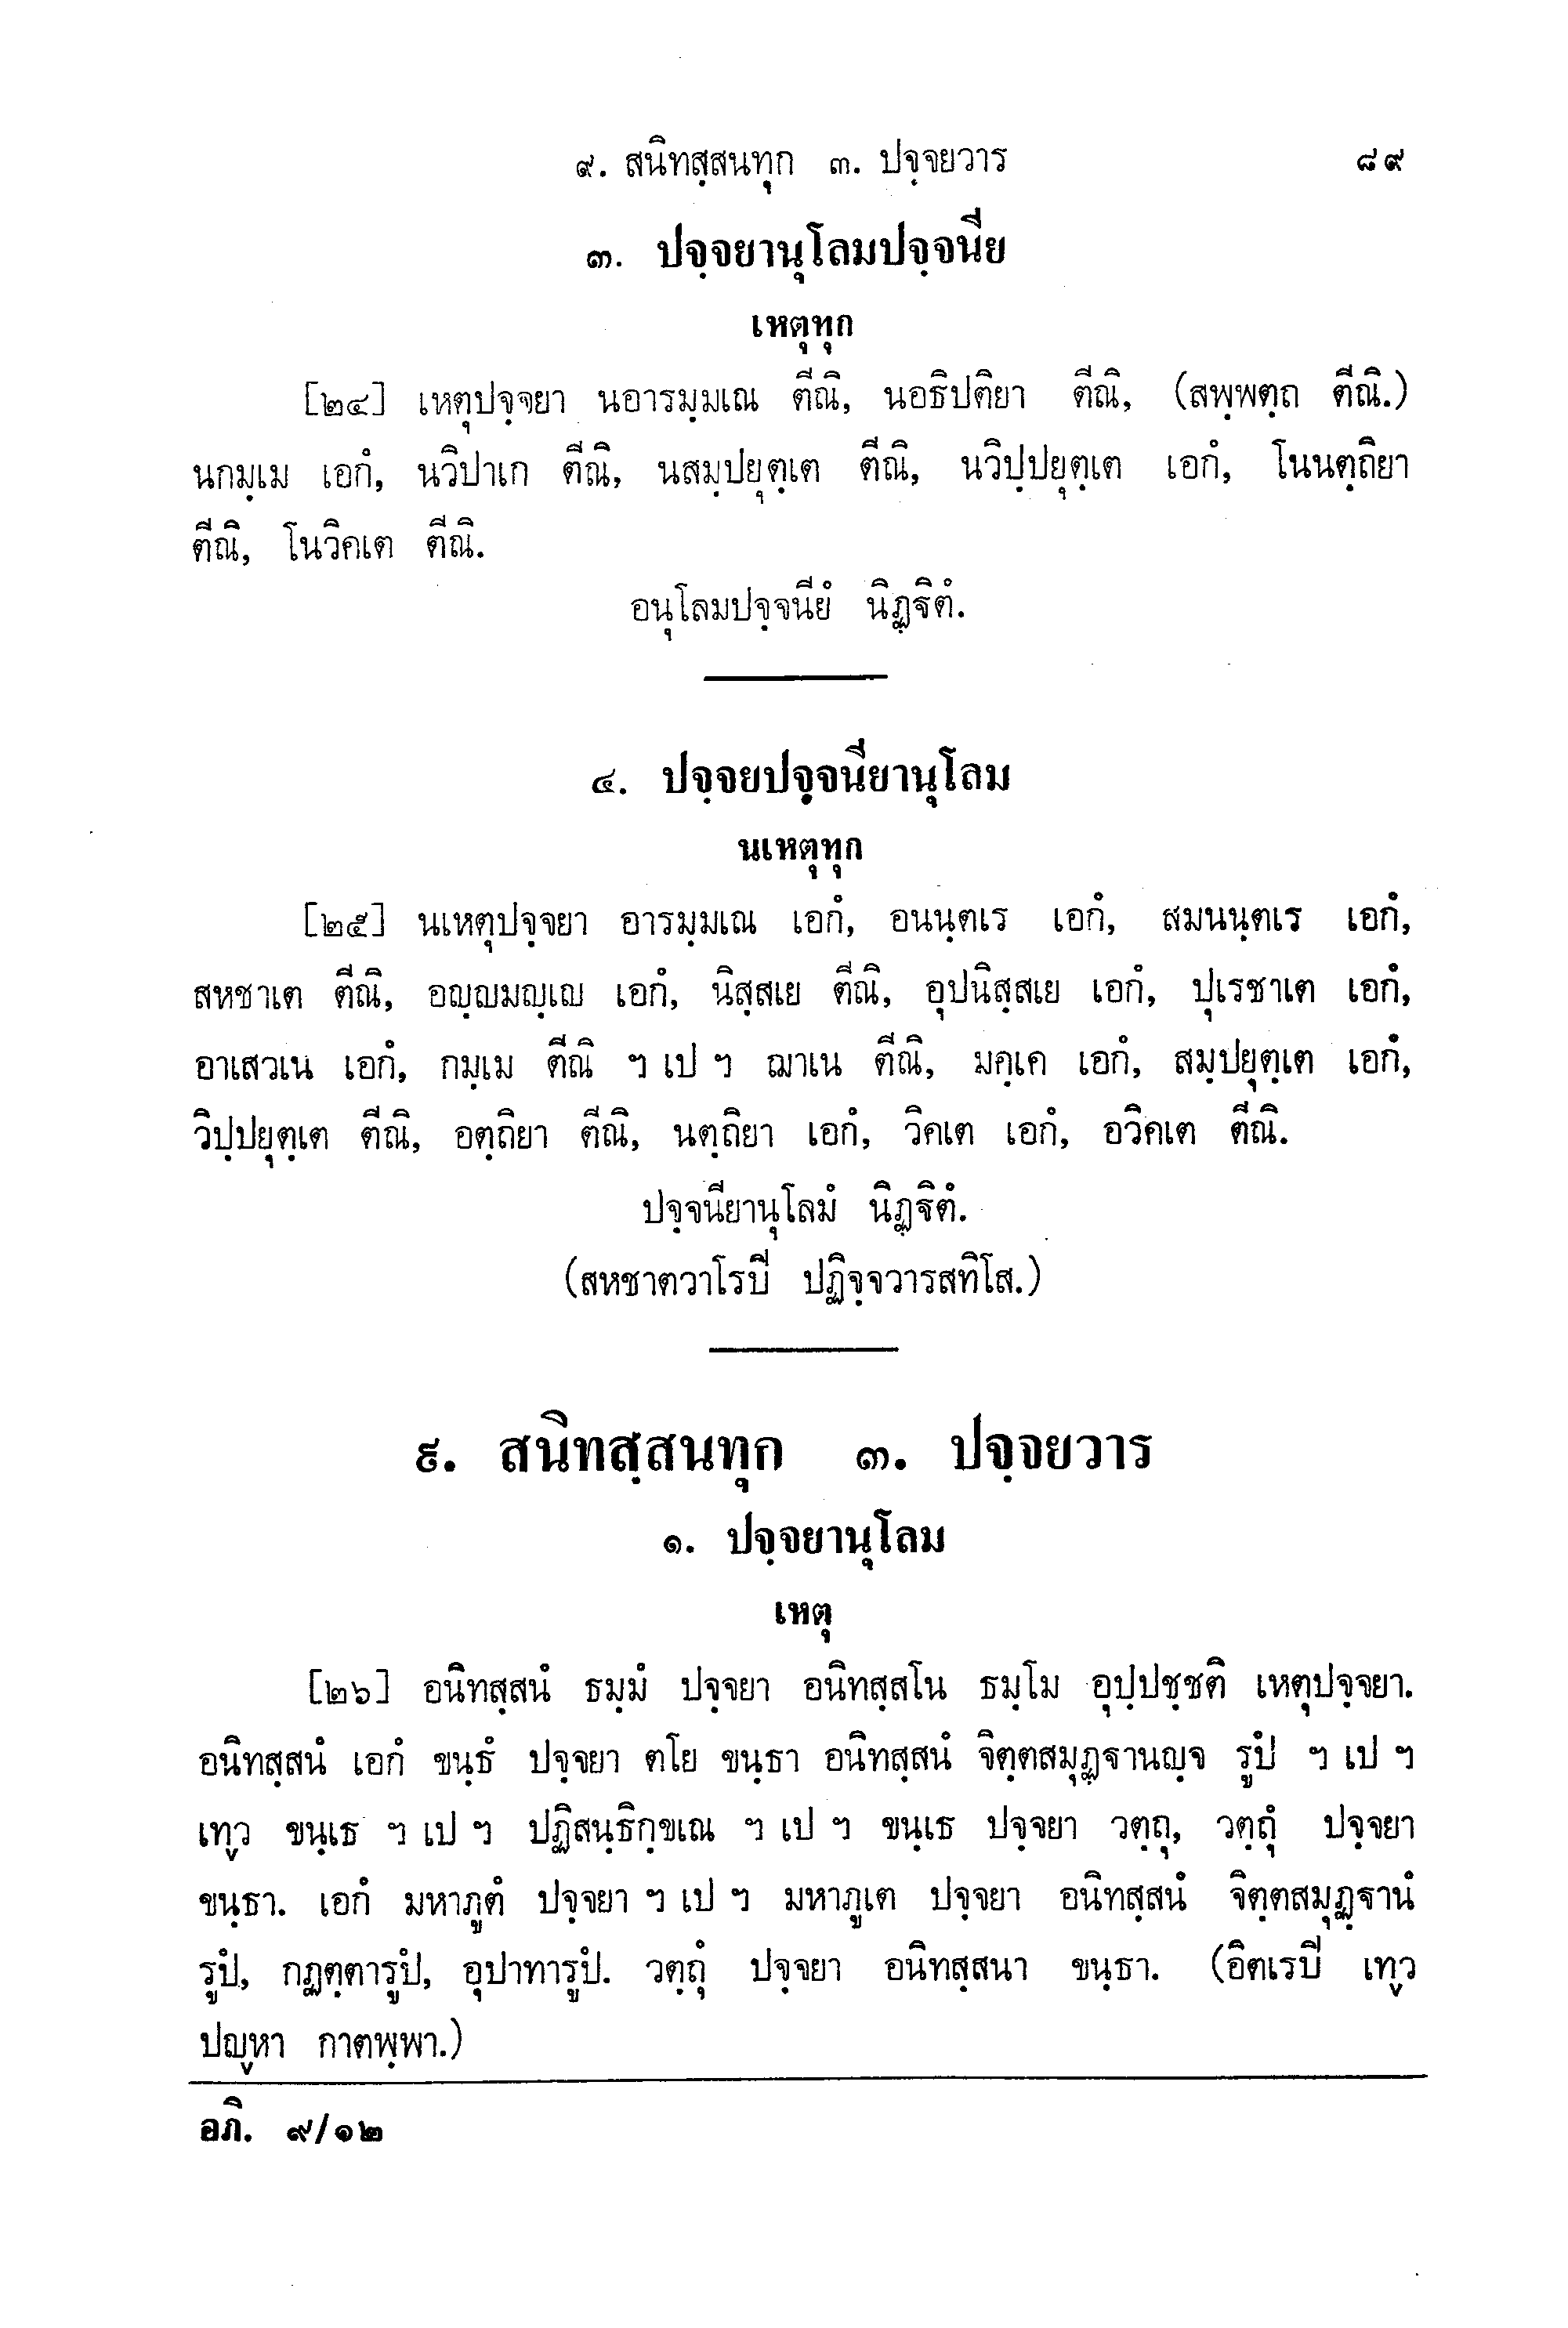 ๙. สนิทสฺสนทุก ๓. ปจฺจยวาร ๘๙
๓. ปจฺจยานุโลมปจฺจนีย
เหตุทุก
[๒๔] เหตุปจฺจยา นอารมฺมเณ ตีณิ, นอธิปติยา ตีณิ, (สพฺพตฺถ ตีณิ.)
นกมฺเม เอกํ, นวิปาเก ตีณิ, นสมฺปยุตฺเต ตีณิ, นวิปฺปยุตฺเต เอกํ, โนนตฺถิยา
ตีณิ, โนวิคเต ตีณิ.
อนุโลมปจฺจนียํ นิฏฺฐิตํ.
๔. ปจฺจยปจฺจนียานุโลม
นเหตุทุก
[๒๕] นเหตุปจฺจยา อารมฺมเณ เอกํ, อนนฺตเร เอกํ, สมนนฺตเร เอกํ,
สหชาเต ตีณิ, อญฺญมญฺเญ เอกํ, นิสฺสเย ตีณิ, อุปนิสฺสเย เอกํ, ปุเรชาเต เอกํ,
อาเสวเน เอกํ, กมฺเม ตีณิ ฯ เป ฯ ฌาเน ตีณิ, มคฺเค เอกํ, สมฺปยุตฺเต เอกํ,
วิปฺปยุตฺเต ตีณิ, อตฺถิยา ตีณิ, นตฺถิยา เอกํ, วิคเต เอกํ, อวิคเต ตีณิ.
ปจฺจนียานุโลมํ นิฏฺฐิตํ.
(สหชาตวาโรปิ ปฏิจฺจวารสทิโส.)
๙. สนิทสฺสนทุก ๓. ปจฺจยวาร
๑. ปจฺจยานุโลม
เหตุ
[๒๖] อนิทสฺสนํ ธมฺมํ ปจฺจยา อนิทสฺสโน ธมฺโม อุปฺปชฺชติ เหตุปจฺจยา.
อนิทสฺสนํ เอกํ ขนฺธํ ปจฺจยา ตโย ขนฺธา อนิทสฺสนํ จิตฺตสมุฏฺฐานญฺจ รูปํ ฯ เป ฯ
เทฺว ขนฺเธ ฯ เป ฯ ปฏิสนฺธิกฺขเณ ฯ เป ฯ ขนฺเธ ปจฺจยา วตฺถุ, วตฺถุํ ปจฺจยา
ขนฺธา. เอกํ มหาภูตํ ปจฺจยา ฯ เป ฯ มหาภูเต ปจฺจยา อนิทสฺสนํ จิตฺตสมุฏฺฐานํ
รูปํ, กฏตฺตารูปํ, อุปาทารูปํ. วตฺถุํ ปจฺจยา อนิทสฺสนา ขนฺธา. (อิตเรปิ เทฺว
ปญฺหา กาตพฺพา.)
อภิ. ๙/๑๒